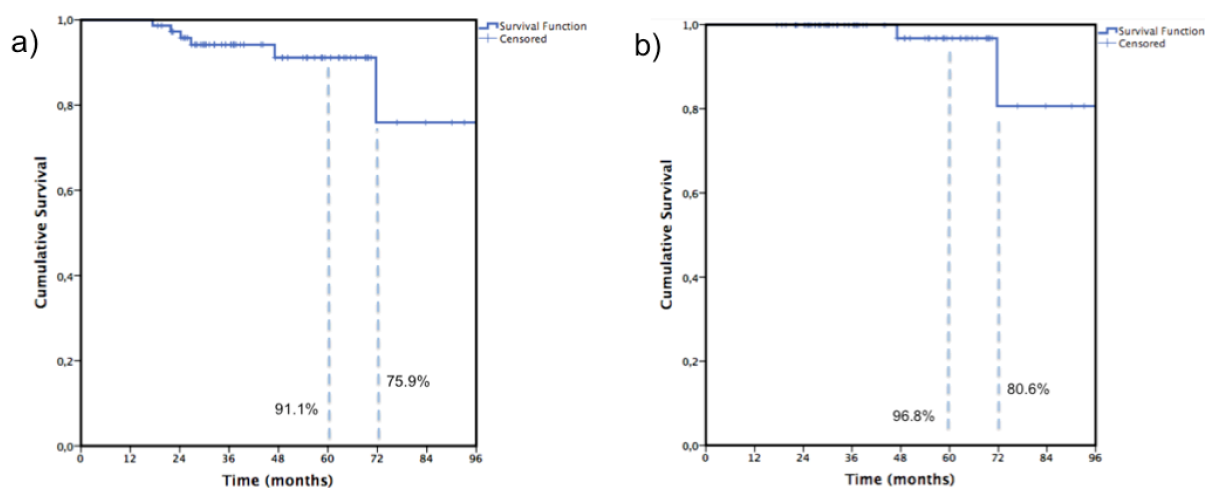 a)
Survival Function
Censored
1,0
0,8
0,6
0,4
0,2
0,0
Cumulative Survival
91.1%
75.9%
0 12 24 36 48 60 72 84 96
Time (months)
b)
Survival Function
Censored
1,0
0,8
0,6
0,4
0,2
0,0
Cumulative Survival
96.8%
80.6%
0 12 24 36 48 60 72 84 96
Time (months)